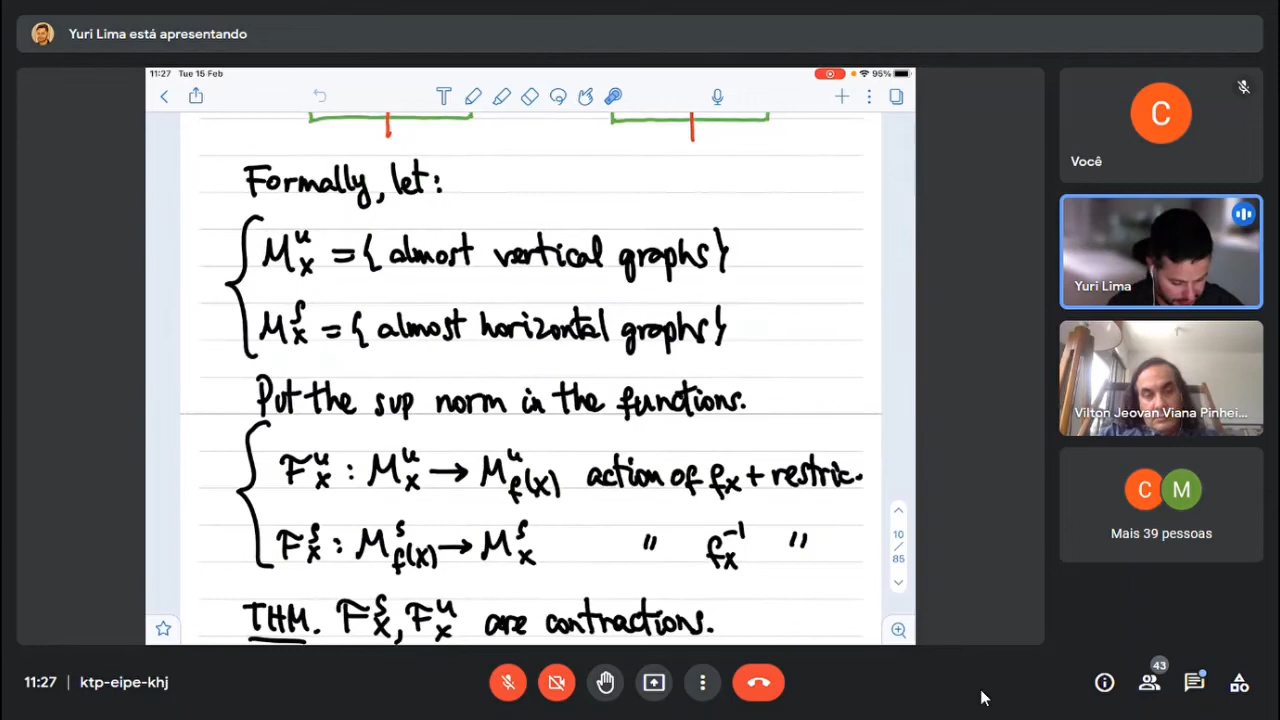 Yuri Lima está apresentando
11:27 Tue 15 Feb
95%
T
Formally, let:
M^u_x = { almost vertical graphs }
M^s_x = { almost horizontal graphs }
Put the sup norm in the functions.
F^u_x : M^u_x → M^u_f(x) action of f_x + restric.
F^s_x : M^s_f(x) → M^s_x " f_x^-1 "
THM. F^s_x, F^u_x are contractions.
10
/
85
C
Você
Yuri Lima
Vilton Jeovan Viana Pinhei...
C M
Mais 39 pessoas
11:27 | ktp-eipe-khj
43